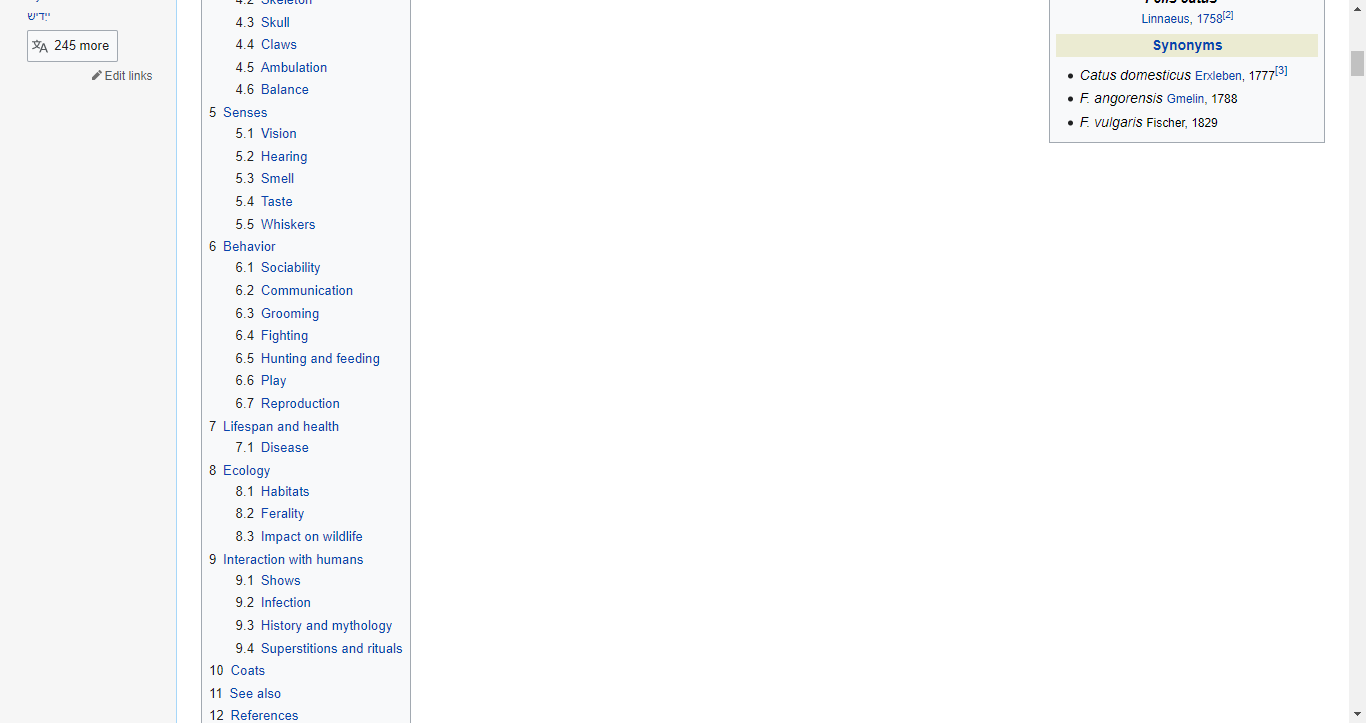 ייִדיש
245 more
Edit links
4.2 Skeleton
4.3 Skull
4.4 Claws
4.5 Ambulation
4.6 Balance
5 Senses
5.1 Vision
5.2 Hearing
5.3 Smell
5.4 Taste
5.5 Whiskers
6 Behavior
6.1 Sociability
6.2 Communication
6.3 Grooming
6.4 Fighting
6.5 Hunting and feeding
6.6 Play
6.7 Reproduction
7 Lifespan and health
7.1 Disease
8 Ecology
8.1 Habitats
8.2 Ferality
8.3 Impact on wildlife
9 Interaction with humans
9.1 Shows
9.2 Infection
9.3 History and mythology
9.4 Superstitions and rituals
10 Coats
11 See also
12 References
Felis catus
Linnaeus, 1758[2]
Synonyms
• Catus domesticus Erxleben, 1777[3]
• F. angorensis Gmelin, 1788
• F. vulgaris Fischer, 1829